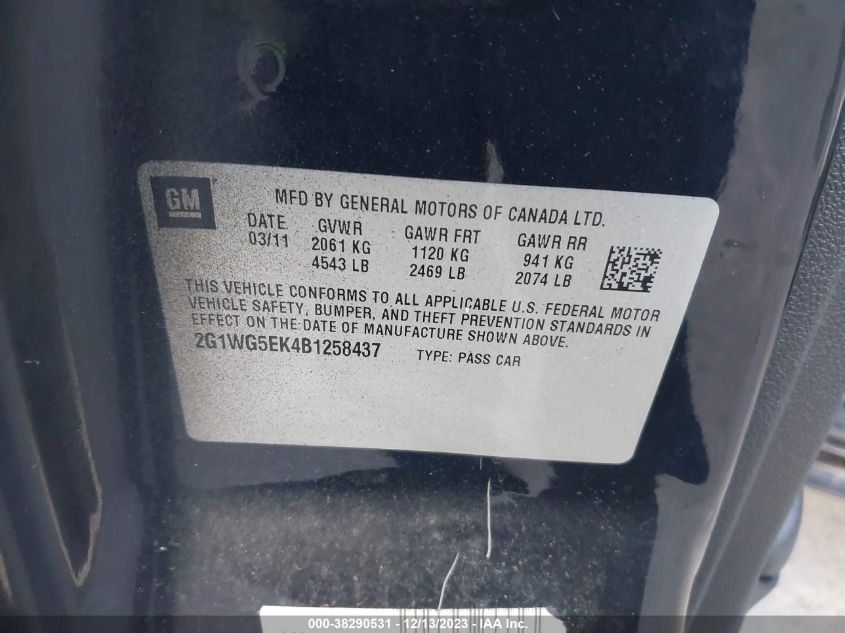 GM
MFD BY GENERAL MOTORS OF CANADA LTD.
DATE GVWR GAWR FRT GAWR RR
03/11 2061 KG 1120 KG 941 KG
4543 LB 2469 LB 2074 LB
THIS VEHICLE CONFORMS TO ALL APPLICABLE U.S. FEDERAL MOTOR
VEHICLE SAFETY, BUMPER, AND THEFT PREVENTION STANDARDS IN
EFFECT ON THE DATE OF MANUFACTURE SHOWN ABOVE.
2G1WG5EK4B1258437 TYPE: PASS CAR
000-38290531 - 12/13/2023 - IAAI.COM